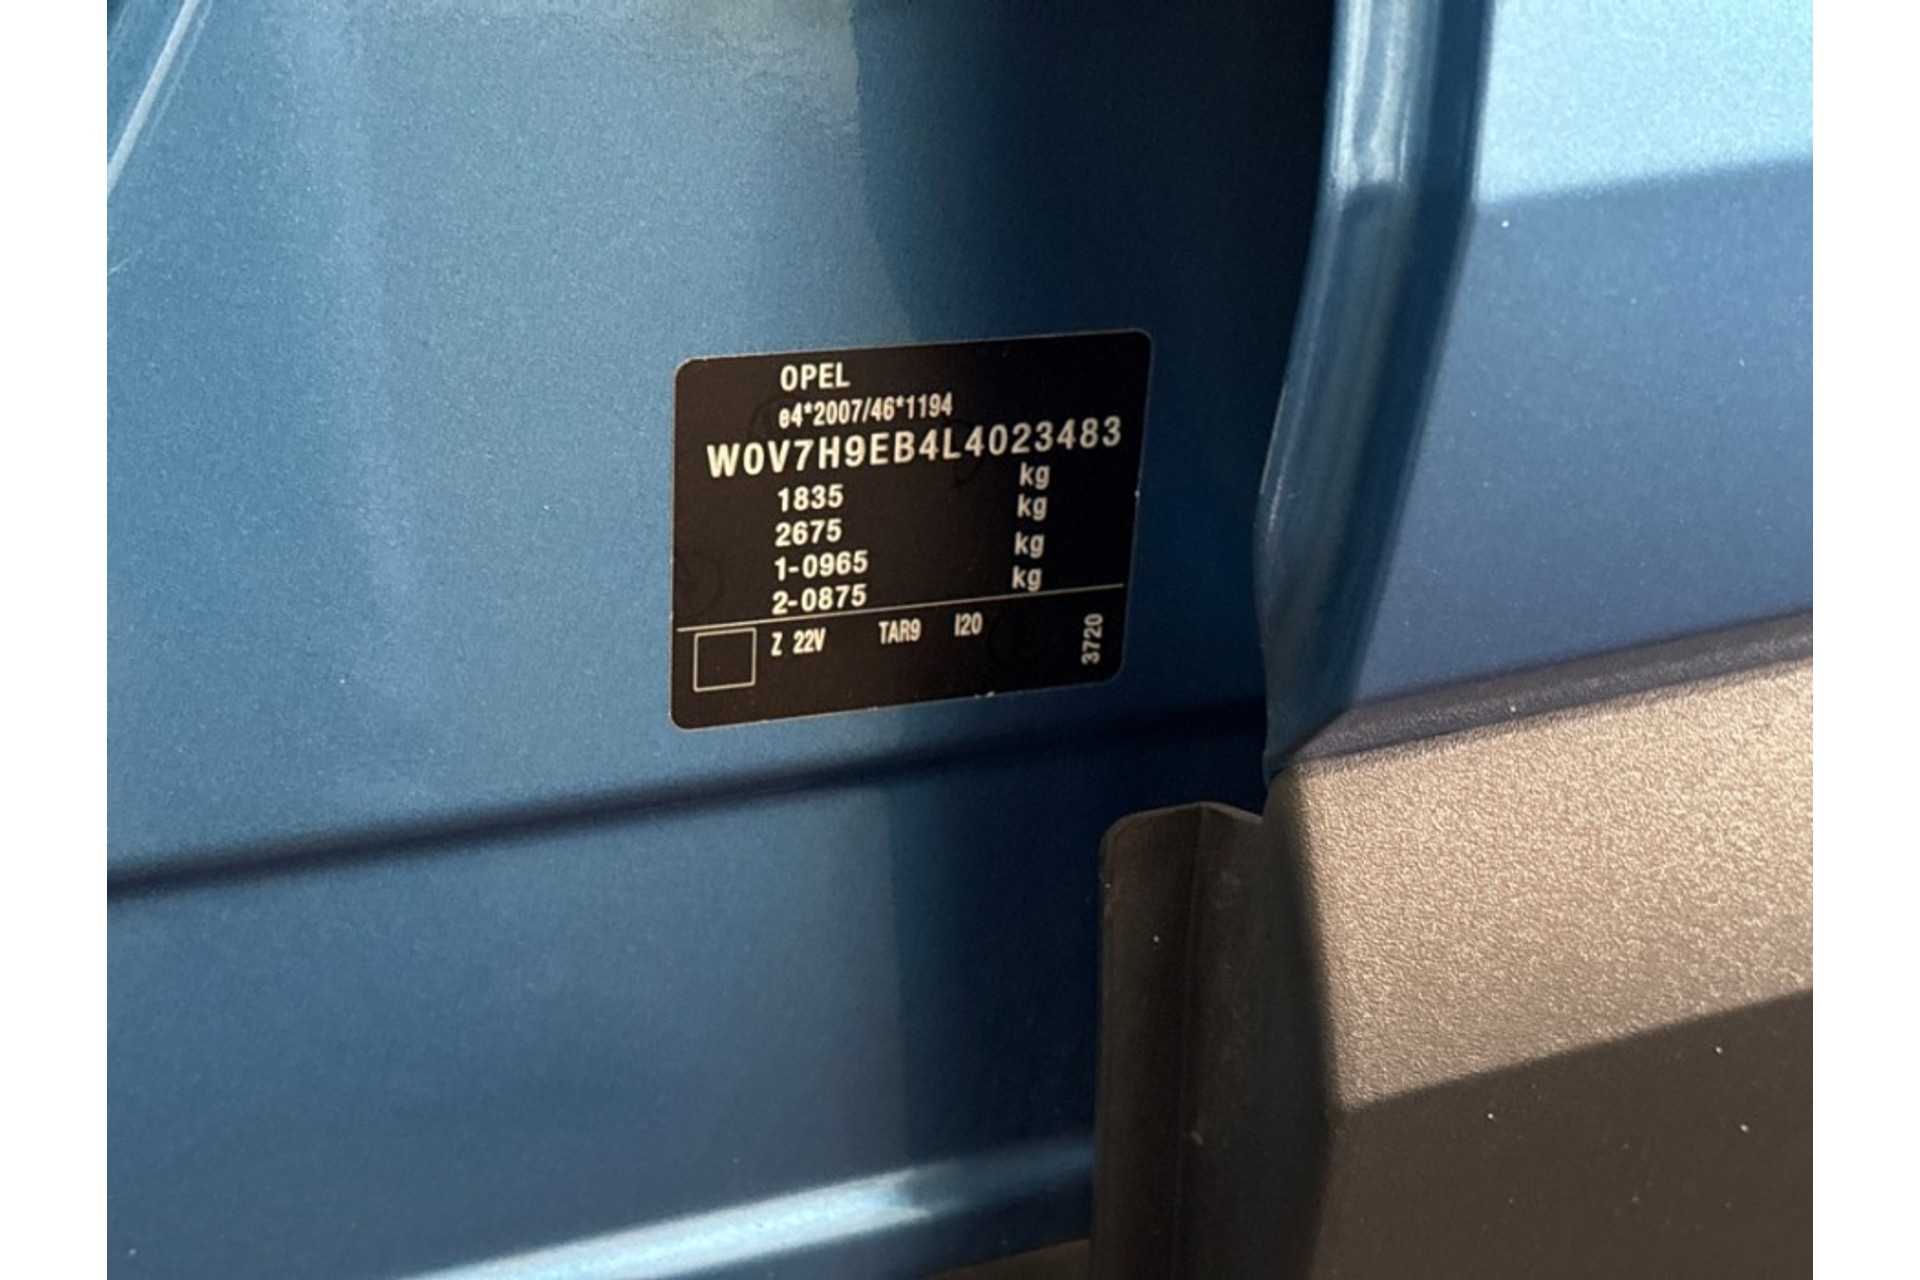 OPEL
e4*2007/46*1194
W0V7H9EB4L4023483
1835 kg
2675 kg
1-0965 kg
2-0875 kg
Z 22V TAR9 I20
3720